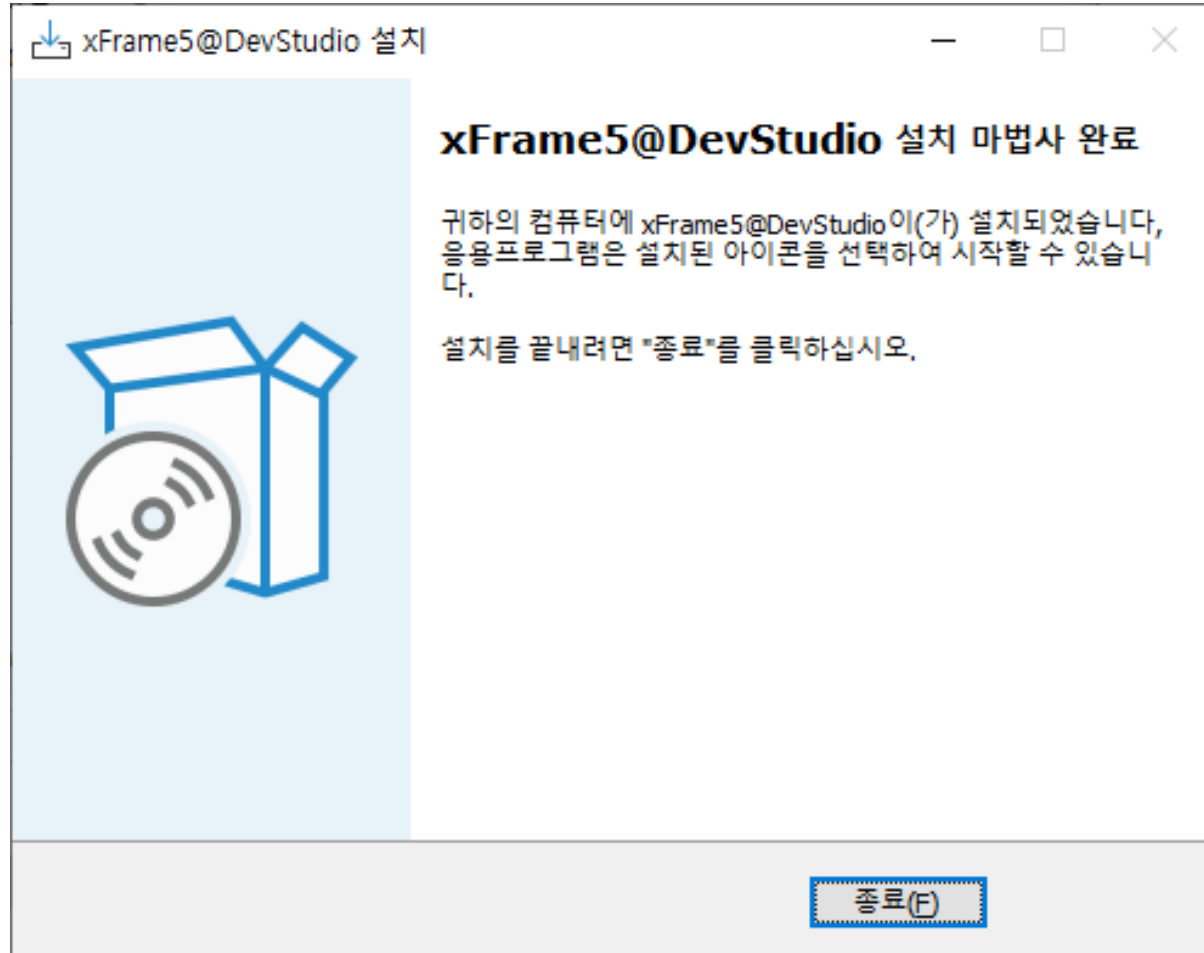 xFrame5@DevStudio 설치
xFrame5@DevStudio 설치 마법사 완료
귀하의 컴퓨터에 xFrame5@DevStudio이(가) 설치되었습니다,
응용프로그램은 설치된 아이콘을 선택하여 시작할 수 있습니
다.
설치를 끝내려면 "종료"를 클릭하십시오.
종료(F)